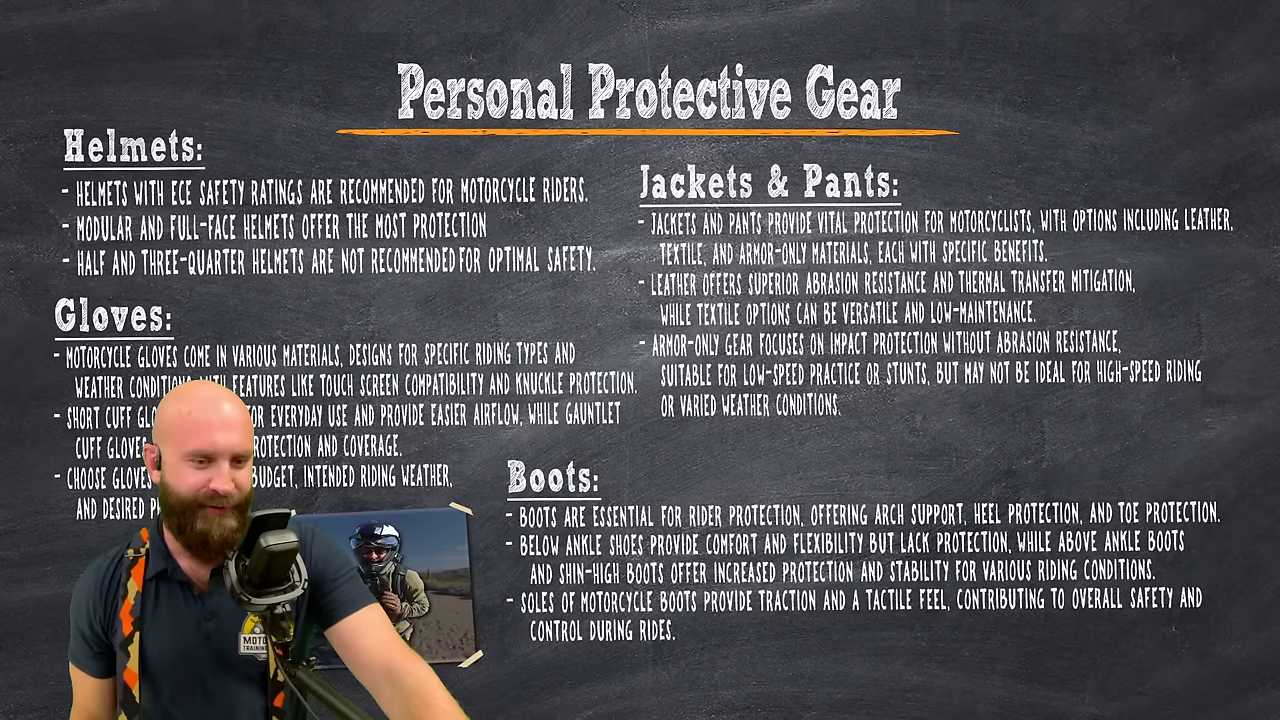 Personal Protective Gear
Helmets:
- HELMETS WITH ECE SAFETY RATINGS ARE RECOMMENDED FOR MOTORCYCLE RIDERS.
- MODULAR AND FULL-FACE HELMETS OFFER THE MOST PROTECTION
- HALF AND THREE-QUARTER HELMETS ARE NOT RECOMMENDED FOR OPTIMAL SAFETY.
Gloves:
- MOTORCYCLE GLOVES COME IN VARIOUS MATERIALS, DESIGNS FOR SPECIFIC RIDING TYPES AND
WEATHER CONDITIONS WITH FEATURES LIKE TOUCH SCREEN COMPATIBILITY AND KNUCKLE PROTECTION.
- SHORT CUFF FOR EVERYDAY USE AND PROVIDE EASIER AIRFLOW, WHILE GAUNTLET
CUFF GLOVES PROTECTION AND COVERAGE.
- CHOOSE GLOVES BUDGET, INTENDED RIDING WEATHER,
AND DESIRED
Jackets & Pants:
- JACKETS AND PANTS PROVIDE VITAL PROTECTION FOR MOTORCYCLISTS, WITH OPTIONS INCLUDING LEATHER,
TEXTILE, AND ARMOR-ONLY MATERIALS, EACH WITH SPECIFIC BENEFITS.
- LEATHER OFFERS SUPERIOR ABRASION RESISTANCE AND THERMAL TRANSFER MITIGATION,
WHILE TEXTILE OPTIONS CAN BE VERSATILE AND LOW-MAINTENANCE.
- ARMOR-ONLY GEAR FOCUSES ON IMPACT PROTECTION WITHOUT ABRASION RESISTANCE,
SUITABLE FOR LOW-SPEED PRACTICE OR STUNTS, BUT MAY NOT BE IDEAL FOR HIGH-SPEED RIDING
OR VARIED WEATHER CONDITIONS.
Boots:
- BOOTS ARE ESSENTIAL FOR RIDER PROTECTION, OFFERING ARCH SUPPORT, HEEL PROTECTION, AND TOE PROTECTION.
- BELOW ANKLE SHOES PROVIDE COMFORT AND FLEXIBILITY BUT LACK PROTECTION, WHILE ABOVE ANKLE BOOTS
AND SHIN-HIGH BOOTS OFFER INCREASED PROTECTION AND STABILITY FOR VARIOUS RIDING CONDITIONS.
- SOLES OF MOTORCYCLE BOOTS PROVIDE TRACTION AND A TACTILE FEEL, CONTRIBUTING TO OVERALL SAFETY AND
CONTROL DURING RIDES.
MOTO
TRAINING